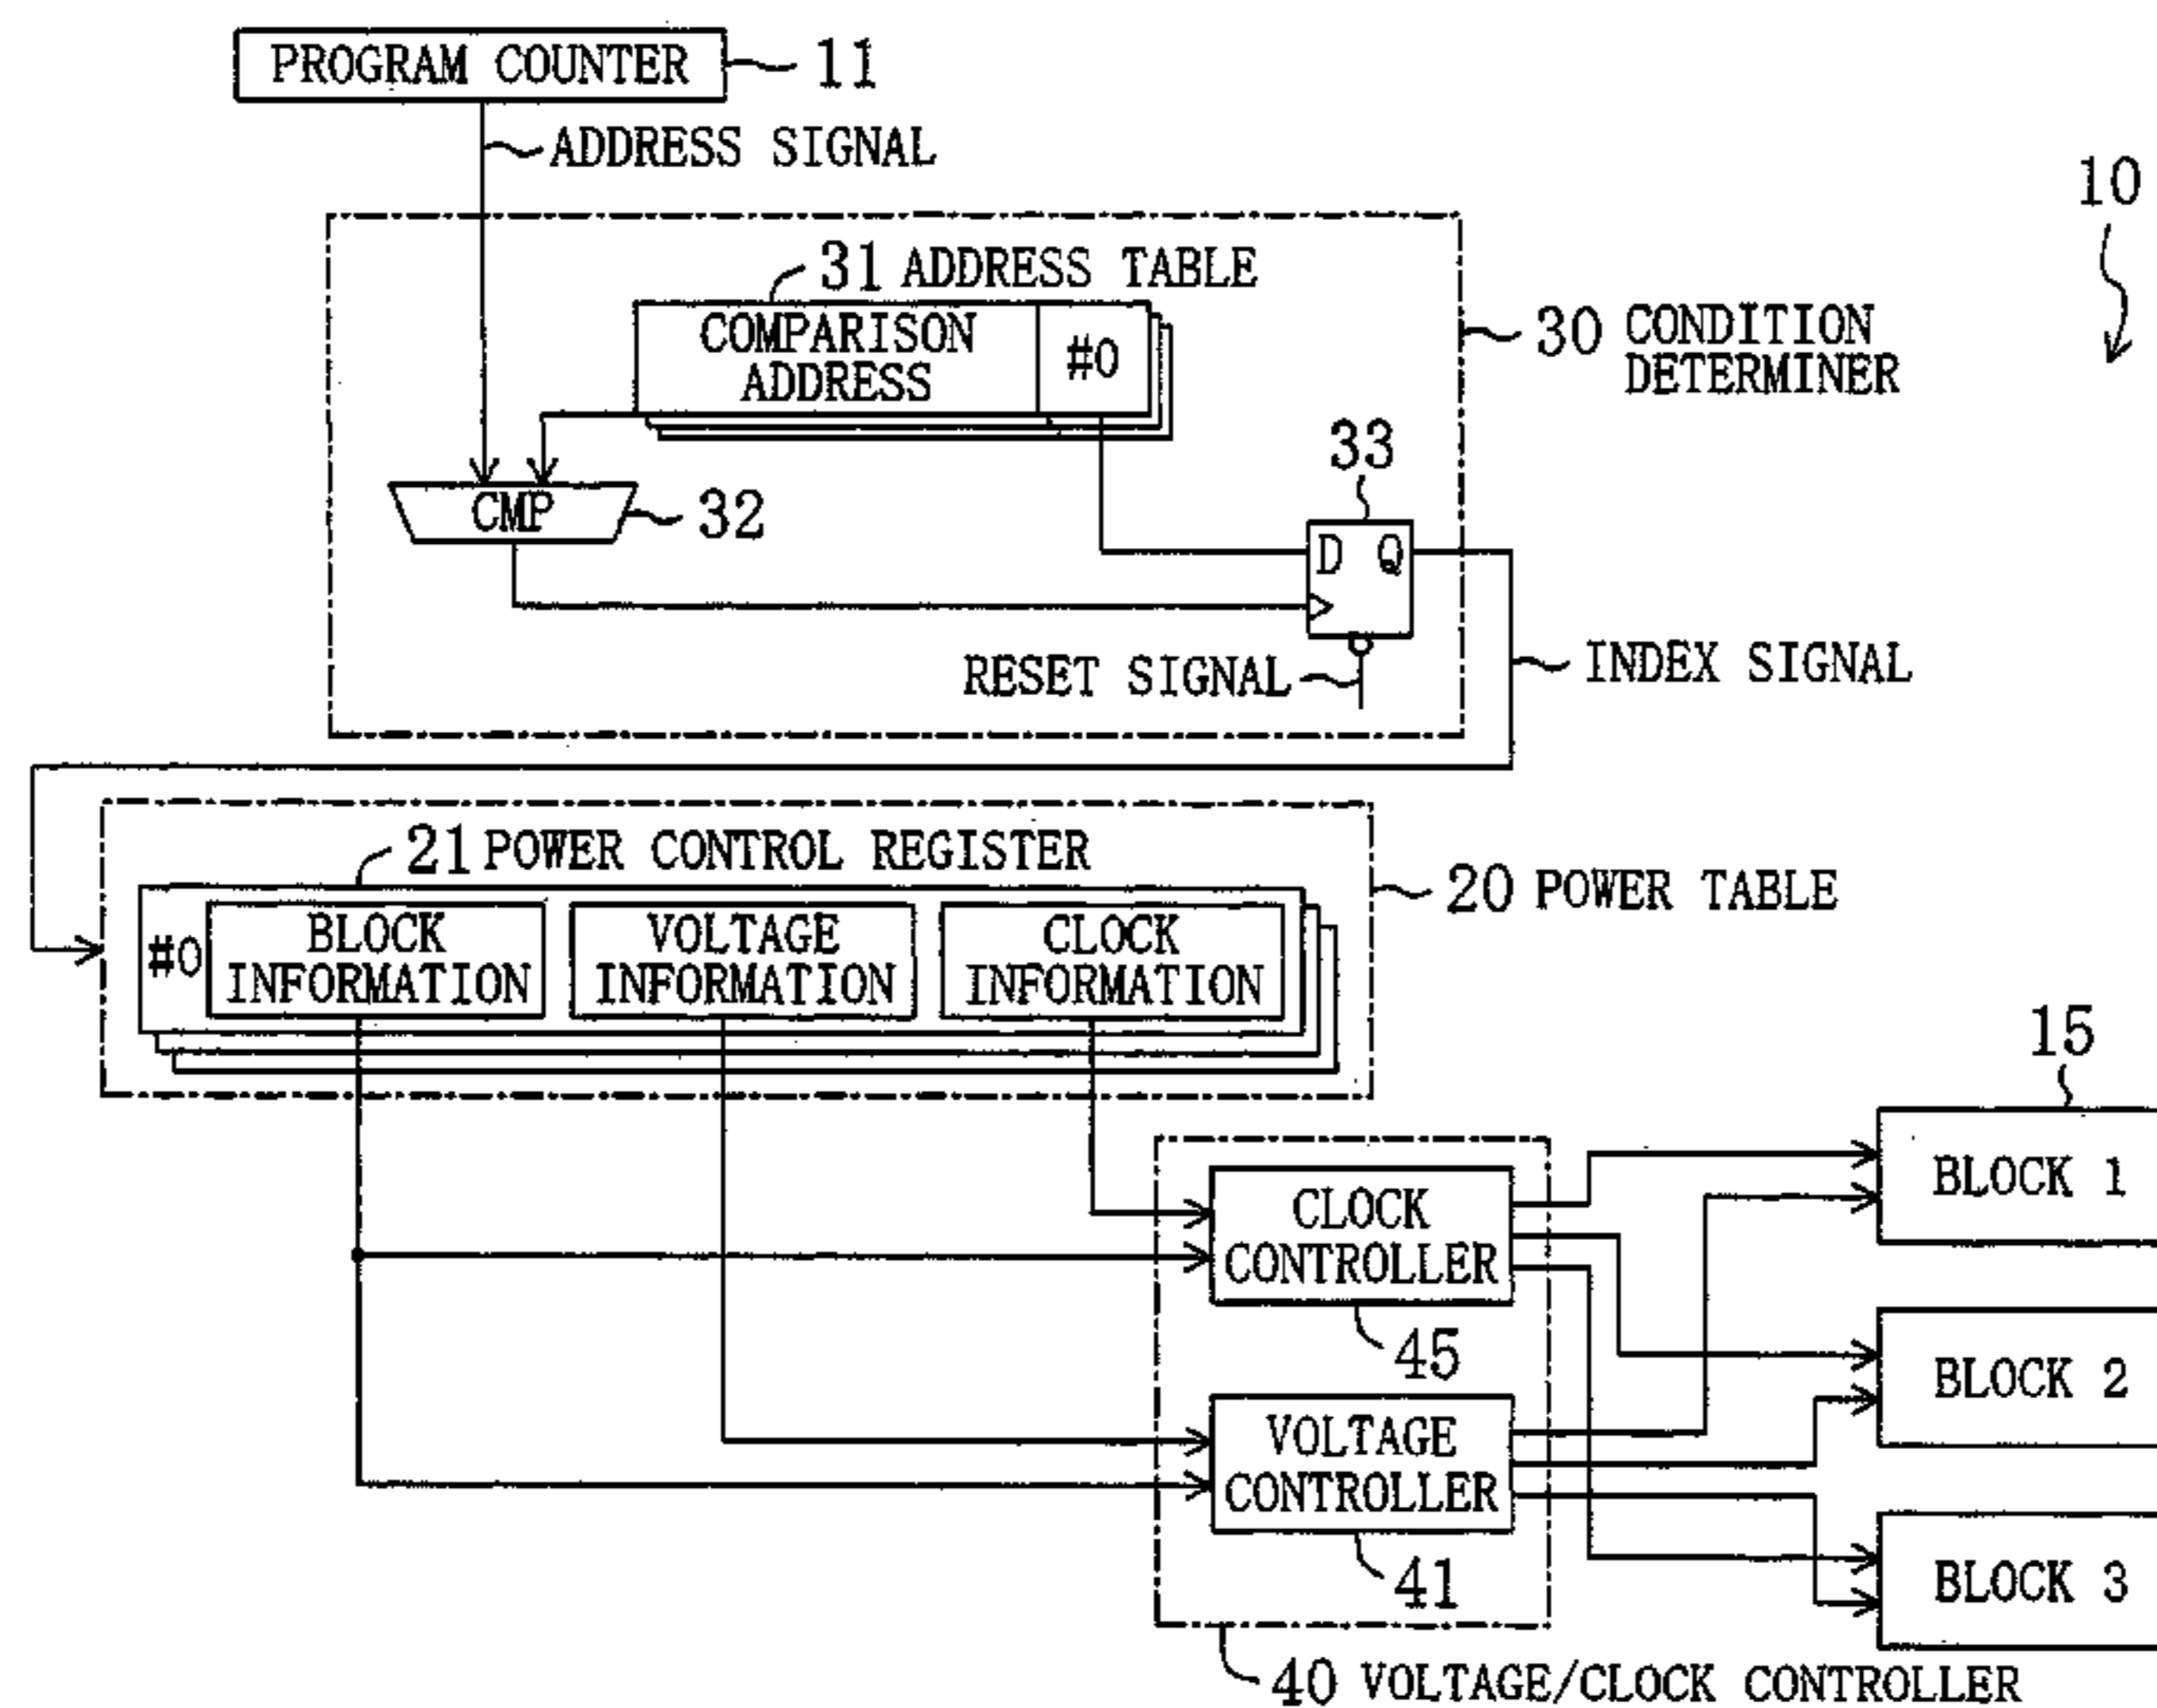 PROGRAM COUNTER
11
ADDRESS SIGNAL
10
31 ADDRESS TABLE
COMPARISON
ADDRESS
#0
30 CONDITION
DETERMINER
33
CMP
32
D Q
RESET SIGNAL
INDEX SIGNAL
21 POWER CONTROL REGISTER
20 POWER TABLE
#0
BLOCK
INFORMATION
VOLTAGE
INFORMATION
CLOCK
INFORMATION
15
BLOCK 1
CLOCK
CONTROLLER
45
BLOCK 2
VOLTAGE
CONTROLLER
41
BLOCK 3
40 VOLTAGE/CLOCK CONTROLLER